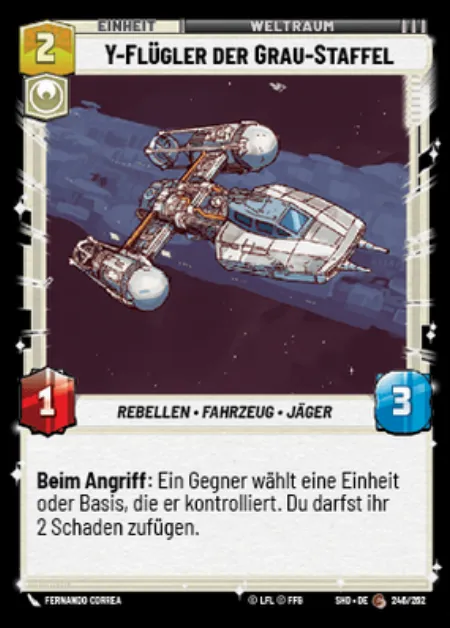 EINHEIT WELTRAUM
2 Y-FLÜGLER DER GRAU-STAFFEL
1 REBELLEN • FAHRZEUG • JÄGER 3
Beim Angriff: Ein Gegner wählt eine Einheit
oder Basis, die er kontrolliert. Du darfst ihr
2 Schaden zufügen.
FERNANDO CORREA © LFL © FFG SHD • DE 246/262